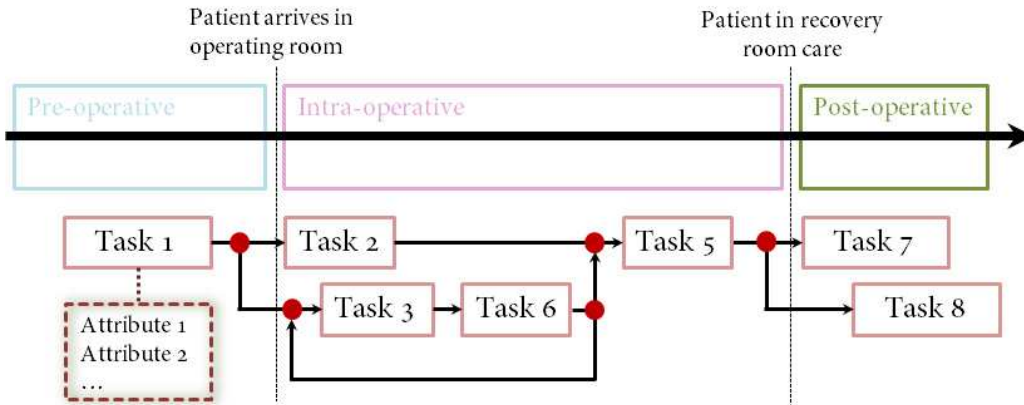 Patient arrives in
operating room
Patient in recovery
room care
Pre-operative
Intra-operative
Post-operative
Task 1
Task 2
Task 5
Task 7
Task 3
Task 6
Task 8
Attribute 1
Attribute 2
...